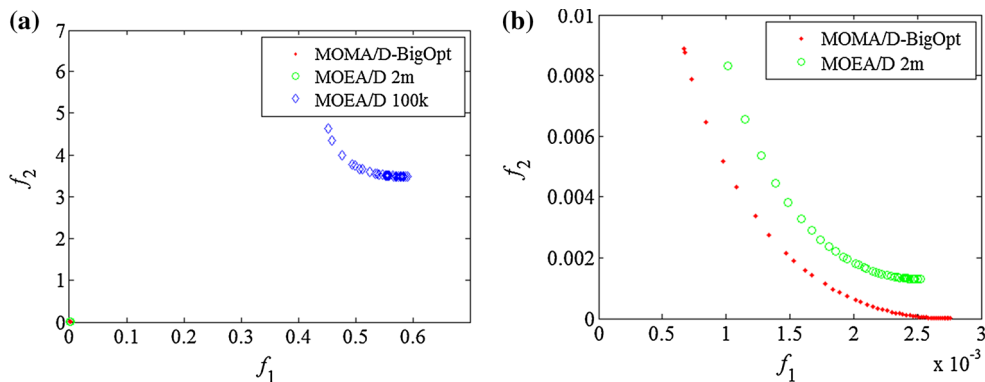 (a)
7
6
5
4
3
2
1
0
f2
MOMA/D-BigOpt
MOEA/D 2m
MOEA/D 100k
0 0.1 0.2 0.3 0.4 0.5 0.6
f1
(b)
0.01
0.008
0.006
0.004
0.002
0
f2
MOMA/D-BigOpt
MOEA/D 2m
0 0.5 1 1.5 2 2.5 3
x 10-3
f1